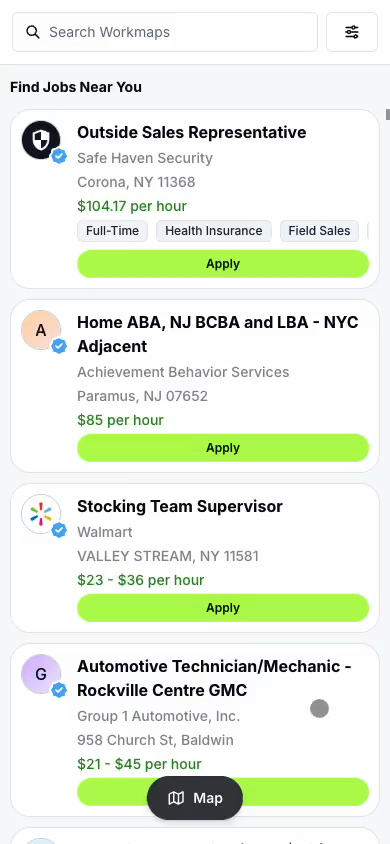 Search Workmaps
Find Jobs Near You
Outside Sales Representative
Safe Haven Security
Corona, NY 11368
$104.17 per hour
Full-Time Health Insurance Field Sales
Apply
A
Home ABA, NJ BCBA and LBA - NYC
Adjacent
Achievement Behavior Services
Paramus, NJ 07652
$85 per hour
Apply
Stocking Team Supervisor
Walmart
VALLEY STREAM, NY 11581
$23 - $36 per hour
Apply
G
Automotive Technician/Mechanic -
Rockville Centre GMC
Group 1 Automotive, Inc.
958 Church St, Baldwin
$21 - $45 per hour
Map